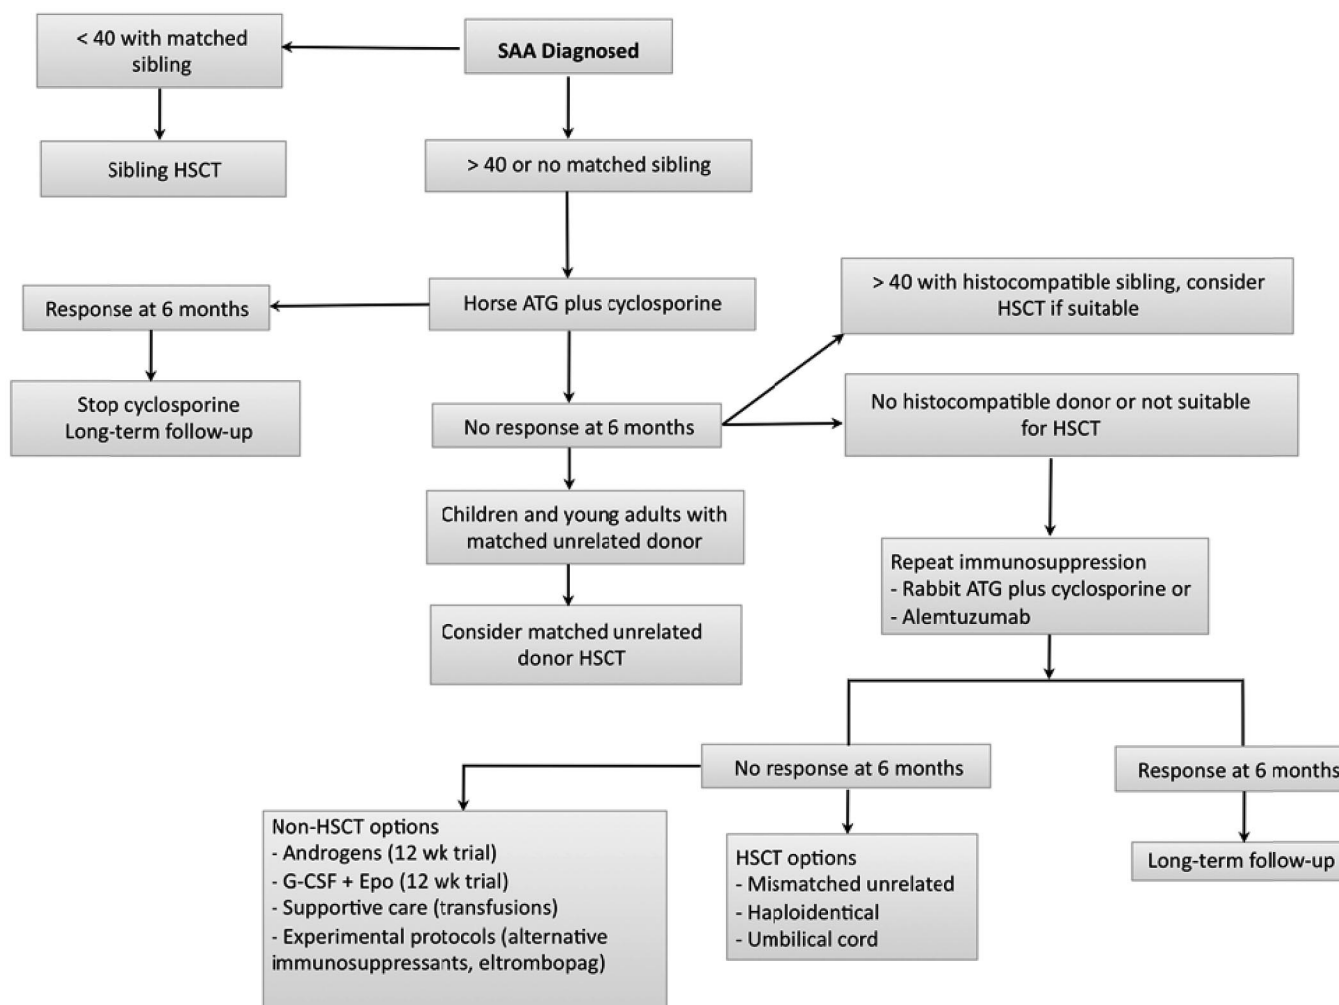 < 40 with matched
sibling
SAA Diagnosed
Sibling HSCT
> 40 or no matched sibling
Response at 6 months
Horse ATG plus cyclosporine
> 40 with histocompatible sibling, consider
HSCT if suitable
Stop cyclosporine
Long-term follow-up
No response at 6 months
No histocompatible donor or not suitable
for HSCT
Children and young adults with
matched unrelated donor
Repeat immunosuppression
- Rabbit ATG plus cyclosporine or
- Alemtuzumab
Consider matched unrelated
donor HSCT
No response at 6 months
Response at 6 months
Non-HSCT options
- Androgens (12 wk trial)
- G-CSF + Epo (12 wk trial)
- Supportive care (transfusions)
- Experimental protocols (alternative
immunosuppressants, eltrombopag)
HSCT options
- Mismatched unrelated
- Haploidentical
- Umbilical cord
Long-term follow-up